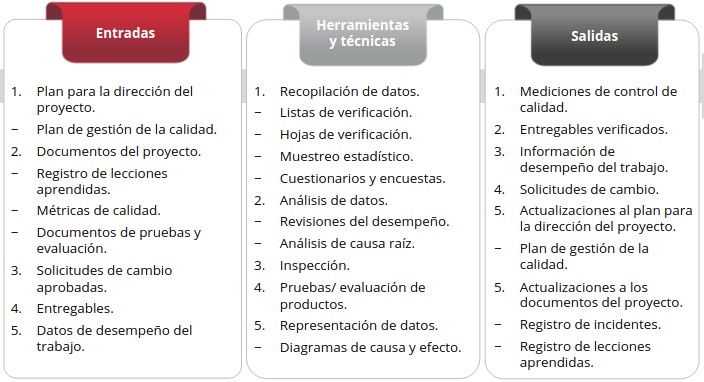 Entradas
1. Plan para la dirección del
proyecto.
– Plan de gestión de la calidad.
2. Documentos del proyecto.
– Registro de lecciones
aprendidas.
– Métricas de calidad.
– Documentos de pruebas y
evaluación.
3. Solicitudes de cambio
aprobadas.
4. Entregables.
5. Datos de desempeño del
trabajo.
Herramientas
y técnicas
1. Recopilación de datos.
– Listas de verificación.
– Hojas de verificación.
– Muestreo estadístico.
– Cuestionarios y encuestas.
2. Análisis de datos.
– Revisiones del desempeño.
– Análisis de causa raíz.
3. Inspección.
4. Pruebas/ evaluación de
productos.
5. Representación de datos.
– Diagramas de causa y efecto.
Salidas
1. Mediciones de control de
calidad.
2. Entregables verificados.
3. Información de
desempeño del trabajo.
4. Solicitudes de cambio.
5. Actualizaciones al plan para
la dirección del proyecto.
– Plan de gestión de la
calidad.
5. Actualizaciones a los
documentos del proyecto.
– Registro de incidentes.
– Registro de lecciones
aprendidas.